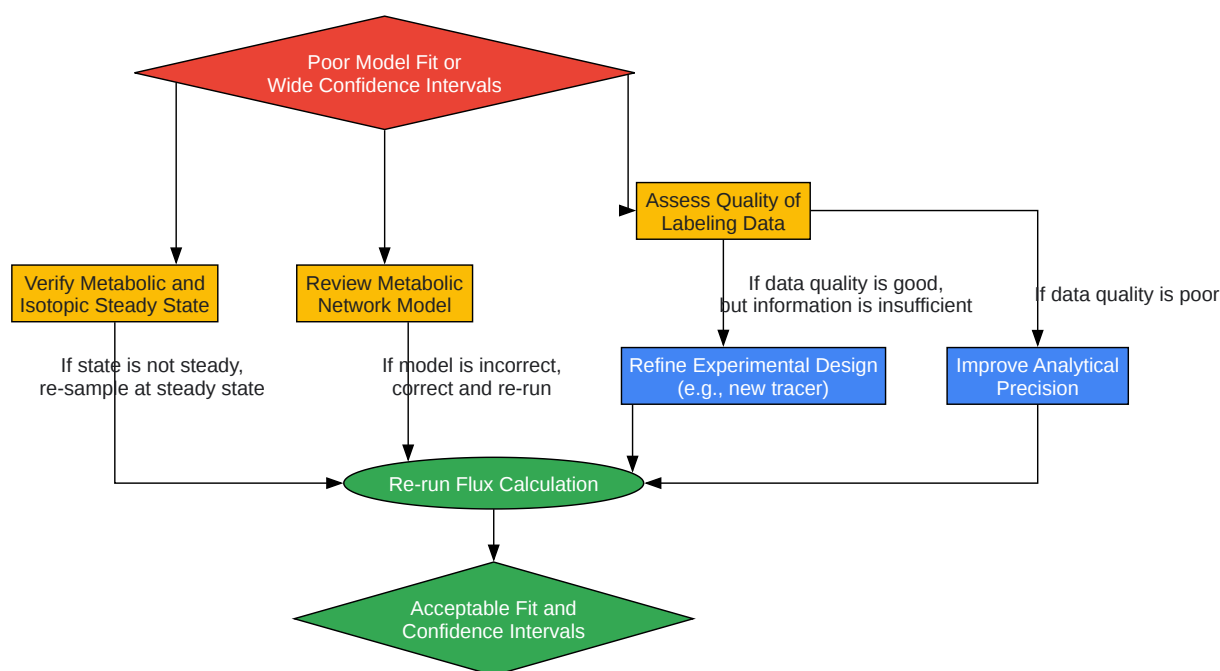 Poor Model Fit or
Wide Confidence Intervals
Assess Quality of
Labeling Data
Verify Metabolic and
Isotopic Steady State
Review Metabolic
Network Model
If data quality is good,
but information is insufficient
If data quality is poor
If state is not steady,
re-sample at steady state
If model is incorrect,
correct and re-run
Refine Experimental Design
(e.g., new tracer)
Improve Analytical
Precision
Re-run Flux Calculation
Acceptable Fit and
Confidence Intervals